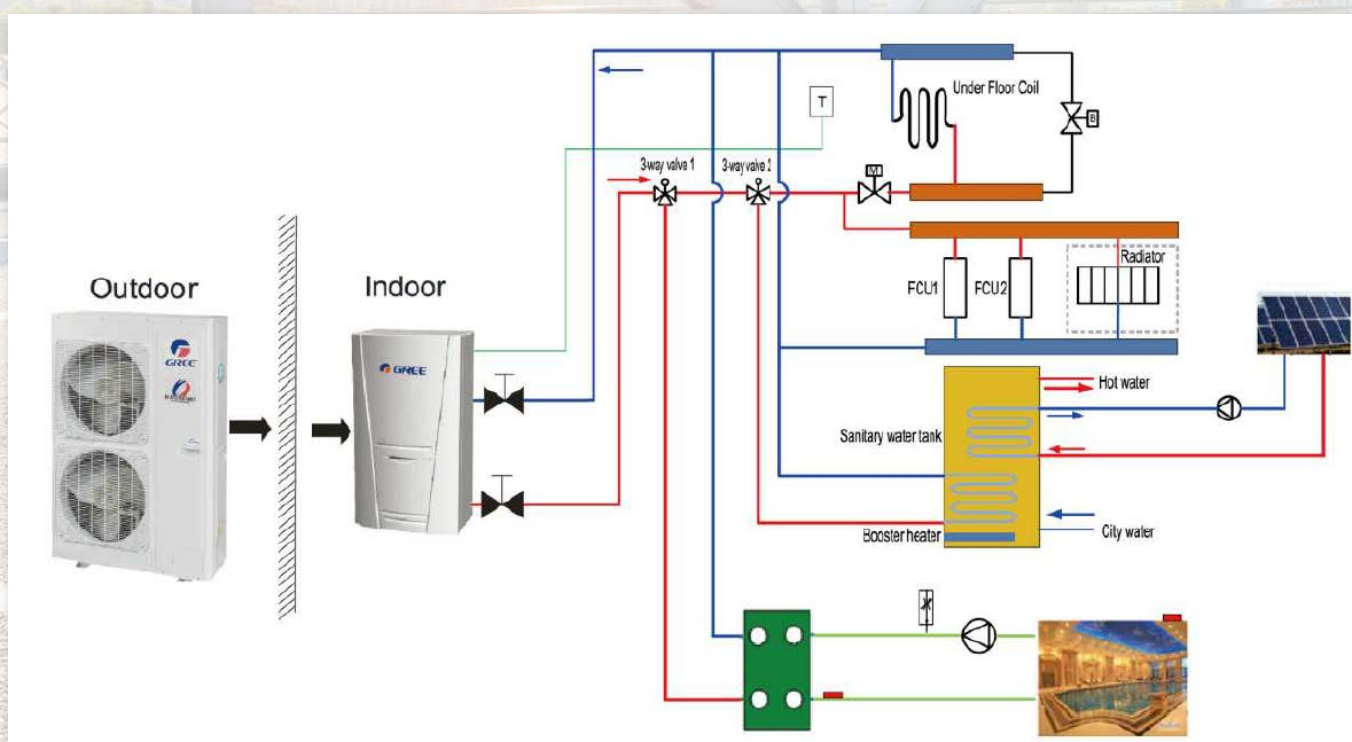 Under Floor Coil
T
B
3-way valve 1
3-way valve 2
M
Outdoor
Indoor
Radiator
FCU1
FCU2
GREE
GREE
Hot water
Sanitary water tank
Booster heater
City water